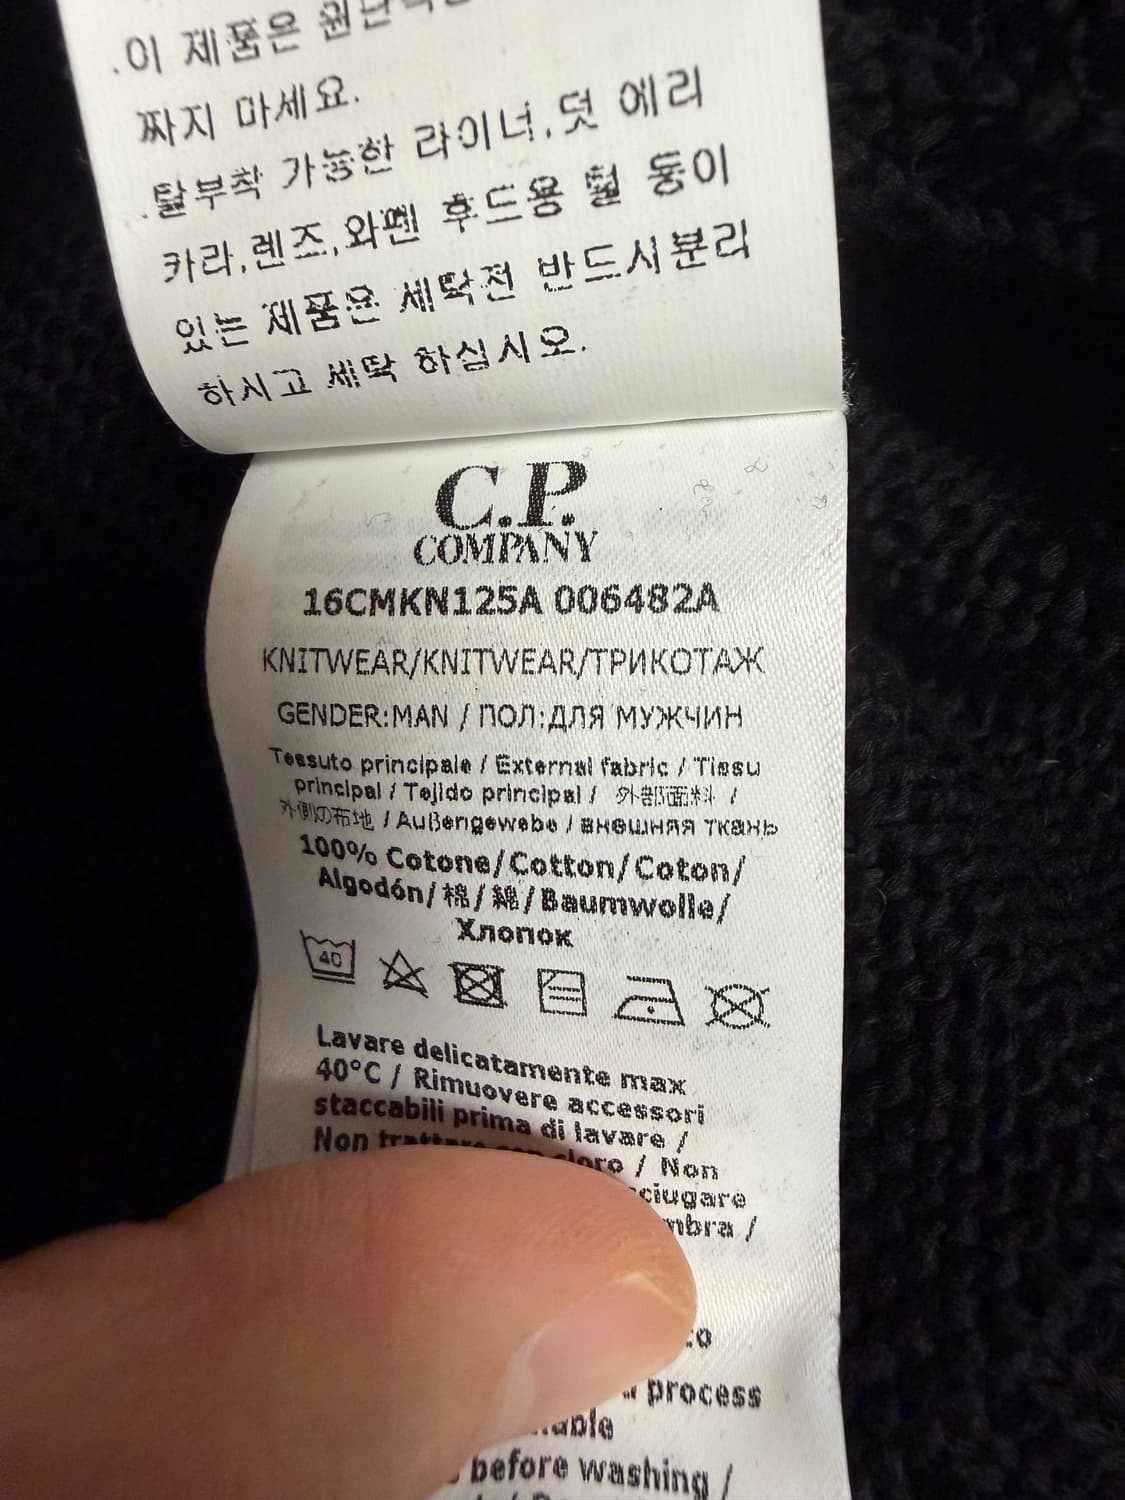 .이 제품은
짜지 마세요.
.탈부착 가능한 라이너,덧 에리
카라,렌즈,와펜 후드용 털 둥이
있는 제품은 세탁전 반드시분리
하시고 세탁 하십시오.
C.P.
COMPANY
16CMKN125A 006482A
KNITWEAR/KNITWEAR/ТРИКОТАЖ
GENDER:MAN / ПОЛ:ДЛЯ МУЖЧИН
Tessuto principale / External fabric / Tissu
principal / Tejido principal / 外部面料 /
外側の布地 / Außengewebe / внешняя ткань
100% Cotone/Cotton/Coton/
Algodón/棉/綿/Baumwolle/
Хлопок
40
Lavare delicatamente max
40°C / Rimuovere accessori
staccabili prima di lavare /
Non trattare con cloro / Non
process
before washing /